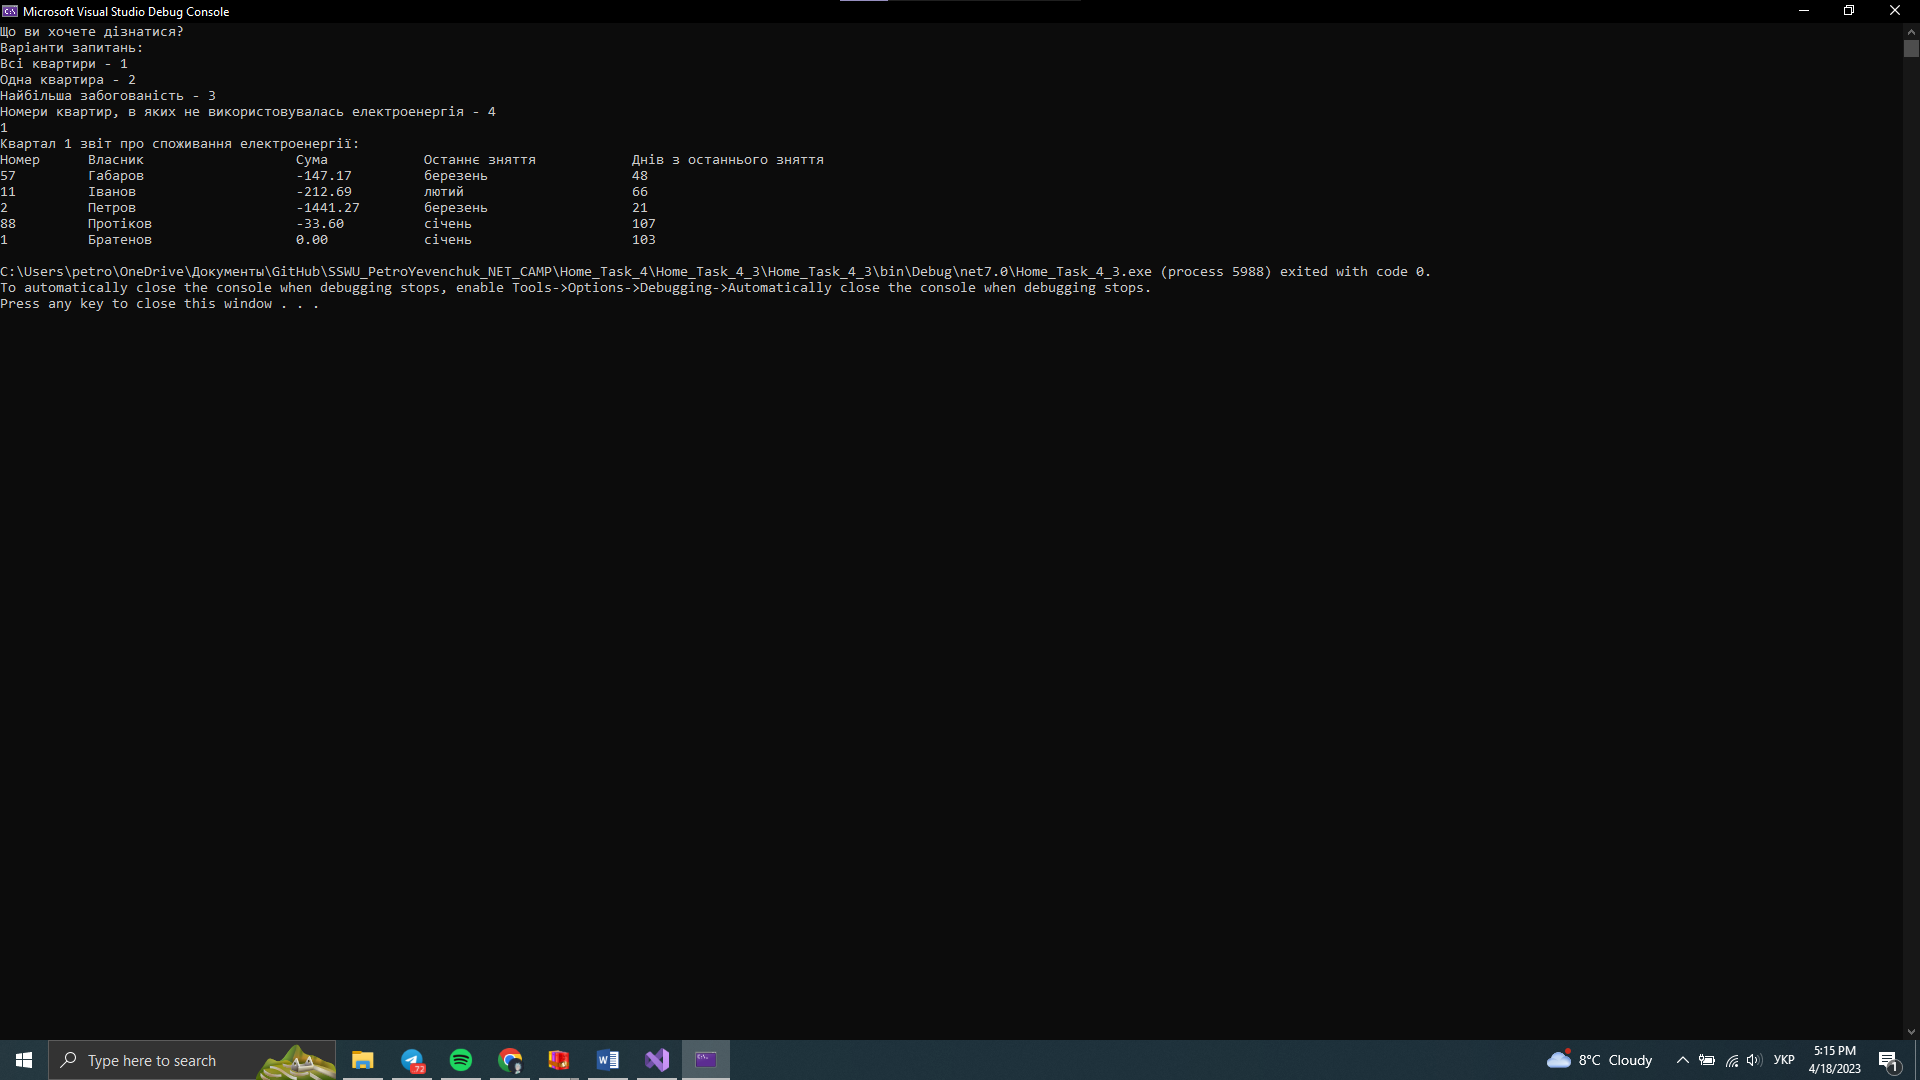 Microsoft Visual Studio Debug Console
Що ви хочете дізнатися?
Варіанти запитань:
Всі квартири - 1
Одна квартира - 2
Найбільша забогованість - 3
Номери квартир, в яких не використовувалась електроенергія - 4
1
Квартал 1 звіт про споживання електроенергії:
Номер Власник Сума Останнє зняття Днів з останнього зняття
57 Габаров -147.17 березень 48
11 Іванов -212.69 лютий 66
2 Петров -1441.27 березень 21
88 Протіков -33.60 січень 107
1 Братенов 0.00 січень 103
C:\Users\petro\OneDrive\Документы\GitHub\SSWU_PetroYevenchuk_NET_CAMP\Home_Task_4\Home_Task_4_3\Home_Task_4_3\bin\Debug\net7.0\Home_Task_4_3.exe (process 5988) exited with code 0.
To automatically close the console when debugging stops, enable Tools->Options->Debugging->Automatically close the console when debugging stops.
Press any key to close this window . . .
Type here to search
72
8°C Cloudy
УКР
5:15 PM
4/18/2023
1